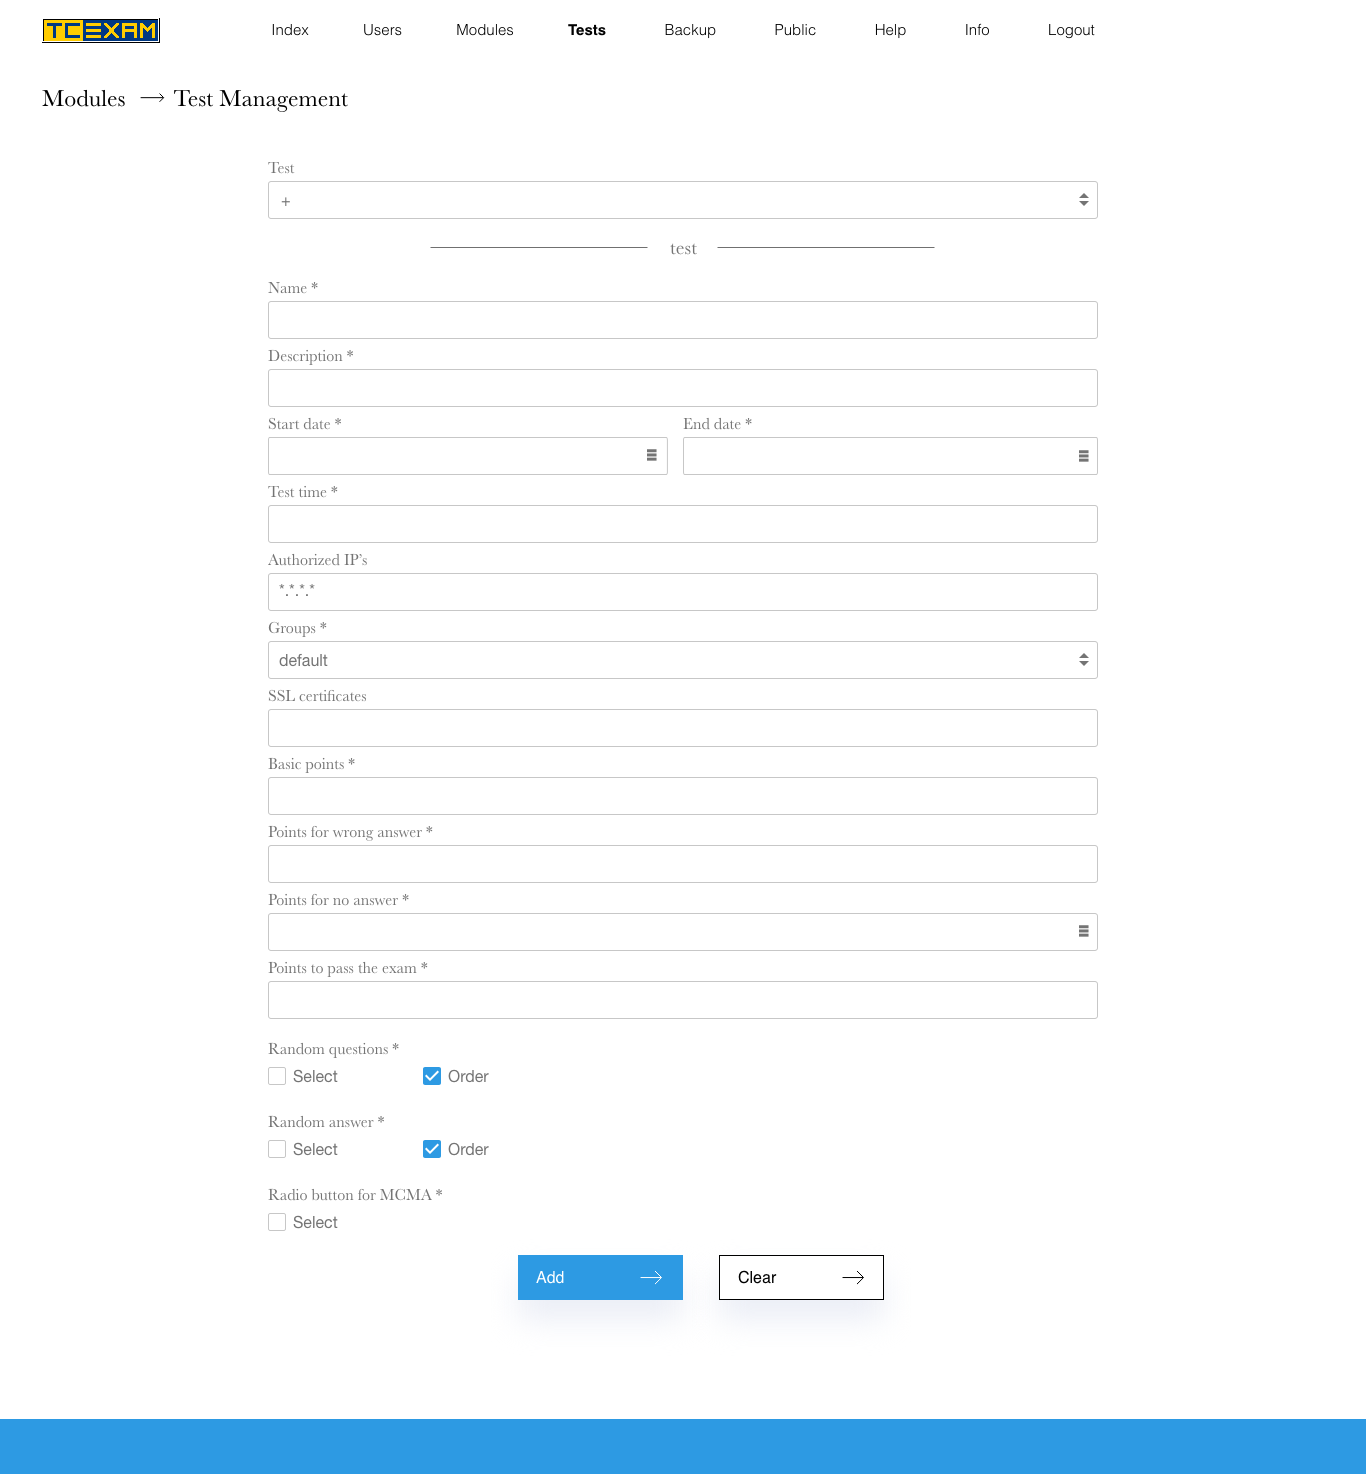 TCEXAM Index Users Modules Tests Backup Public Help Info Logout
Modules → Test Management
Test
+
test
Name *
Description *
Start date * End date *
Test time *
Authorized IP’s
*.*.*.*
Groups *
default
SSL certificates
Basic points *
Points for wrong answer *
Points for no answer *
Points to pass the exam *
Random questions *
Select Order
Random answer *
Select Order
Radio button for MCMA *
Select
Add → Clear →